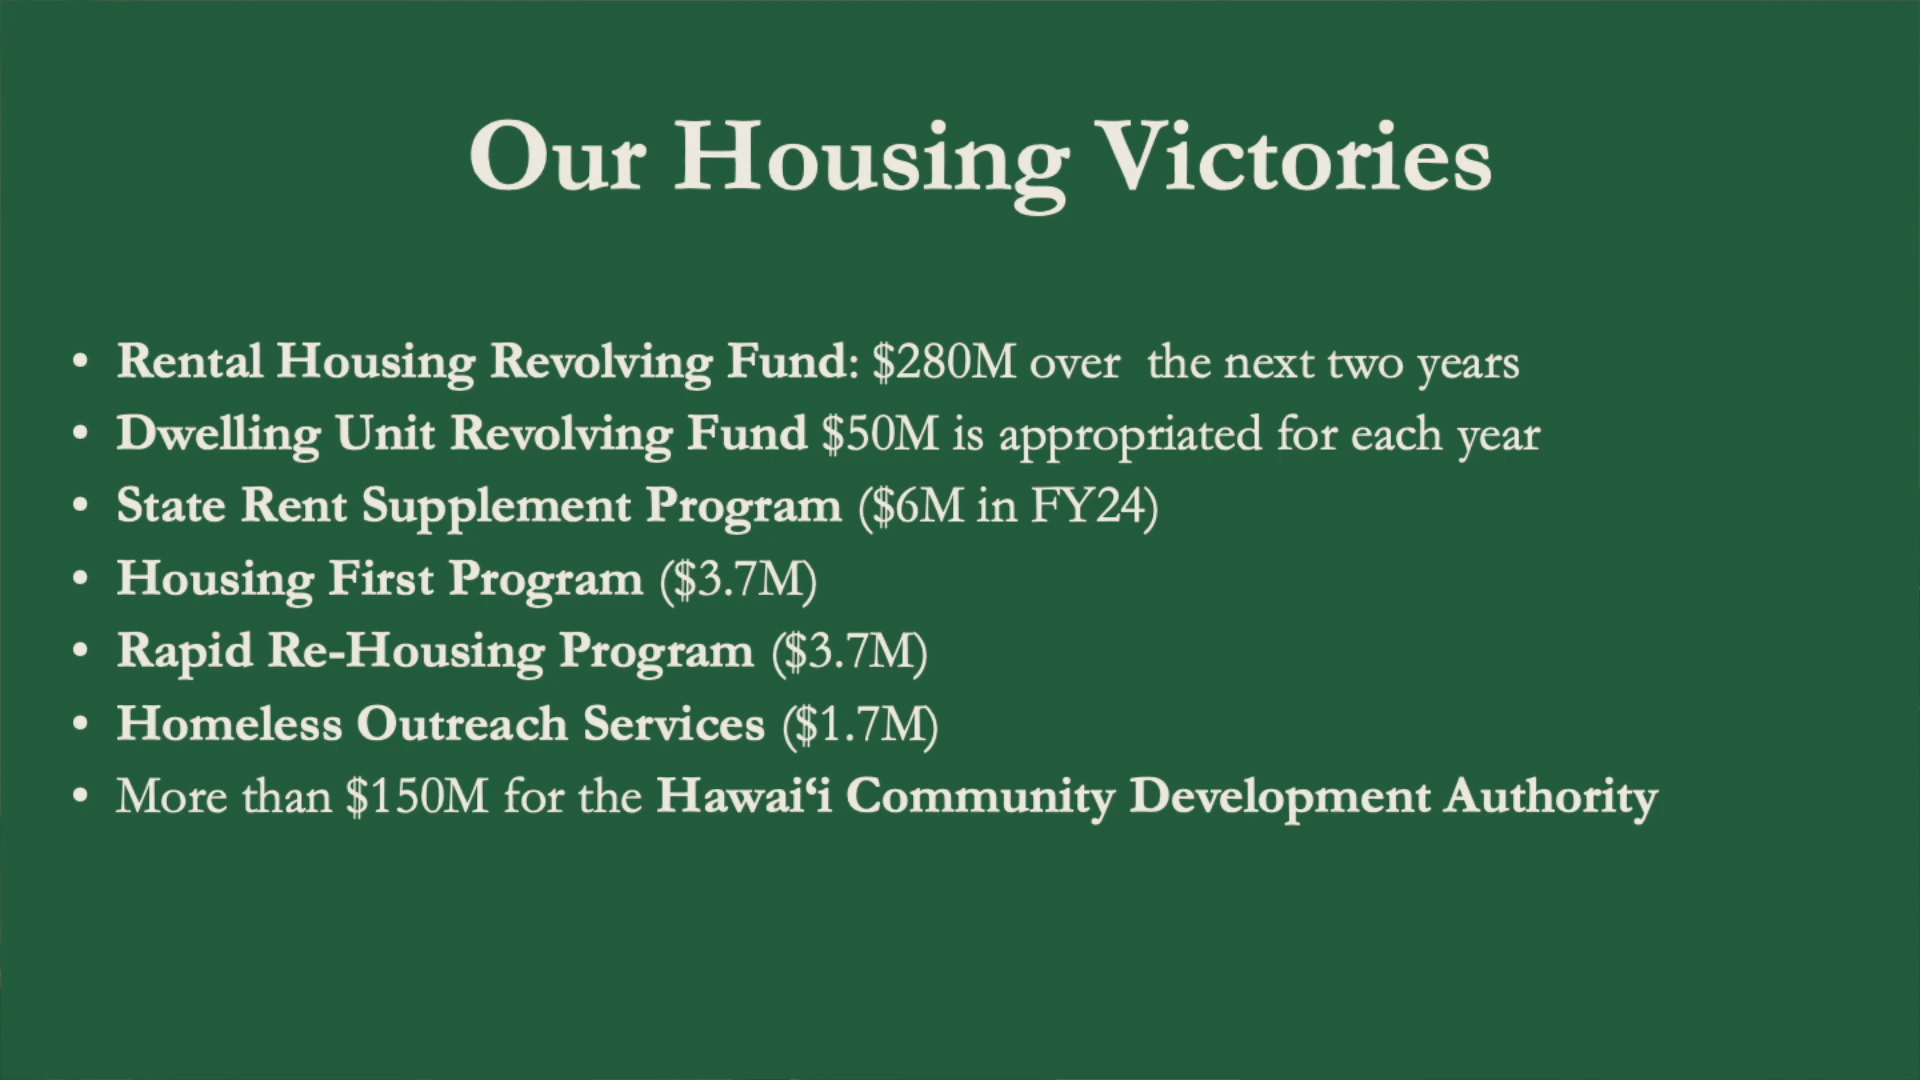 Our Housing Victories
• Rental Housing Revolving Fund: $280M over  the next two years
• Dwelling Unit Revolving Fund $50M is appropriated for each year
• State Rent Supplement Program ($6M in FY24)
• Housing First Program ($3.7M)
• Rapid Re-Housing Program ($3.7M)
• Homeless Outreach Services ($1.7M)
• More than $150M for the Hawai‘i Community Development Authority